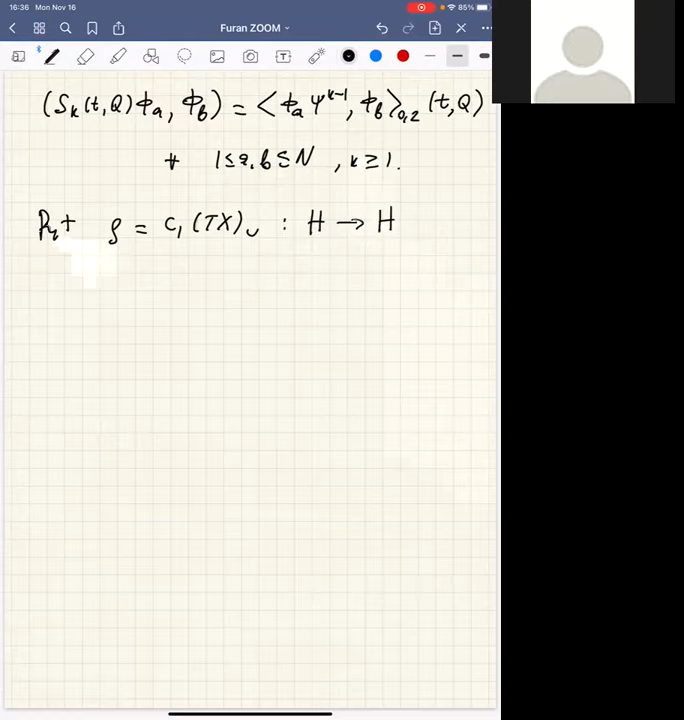 16:36 Mon Nov 16
85%
Furan ZOOM
(S_k(t,Q)ϕ_a, ϕ_b) = <ϕ_a ψ^{k-1}, ϕ_b>_{0,2} (t,Q)
∀ 1≤a,b≤N, k≥1.
Put ρ = c_1(TX)∪ : H → H